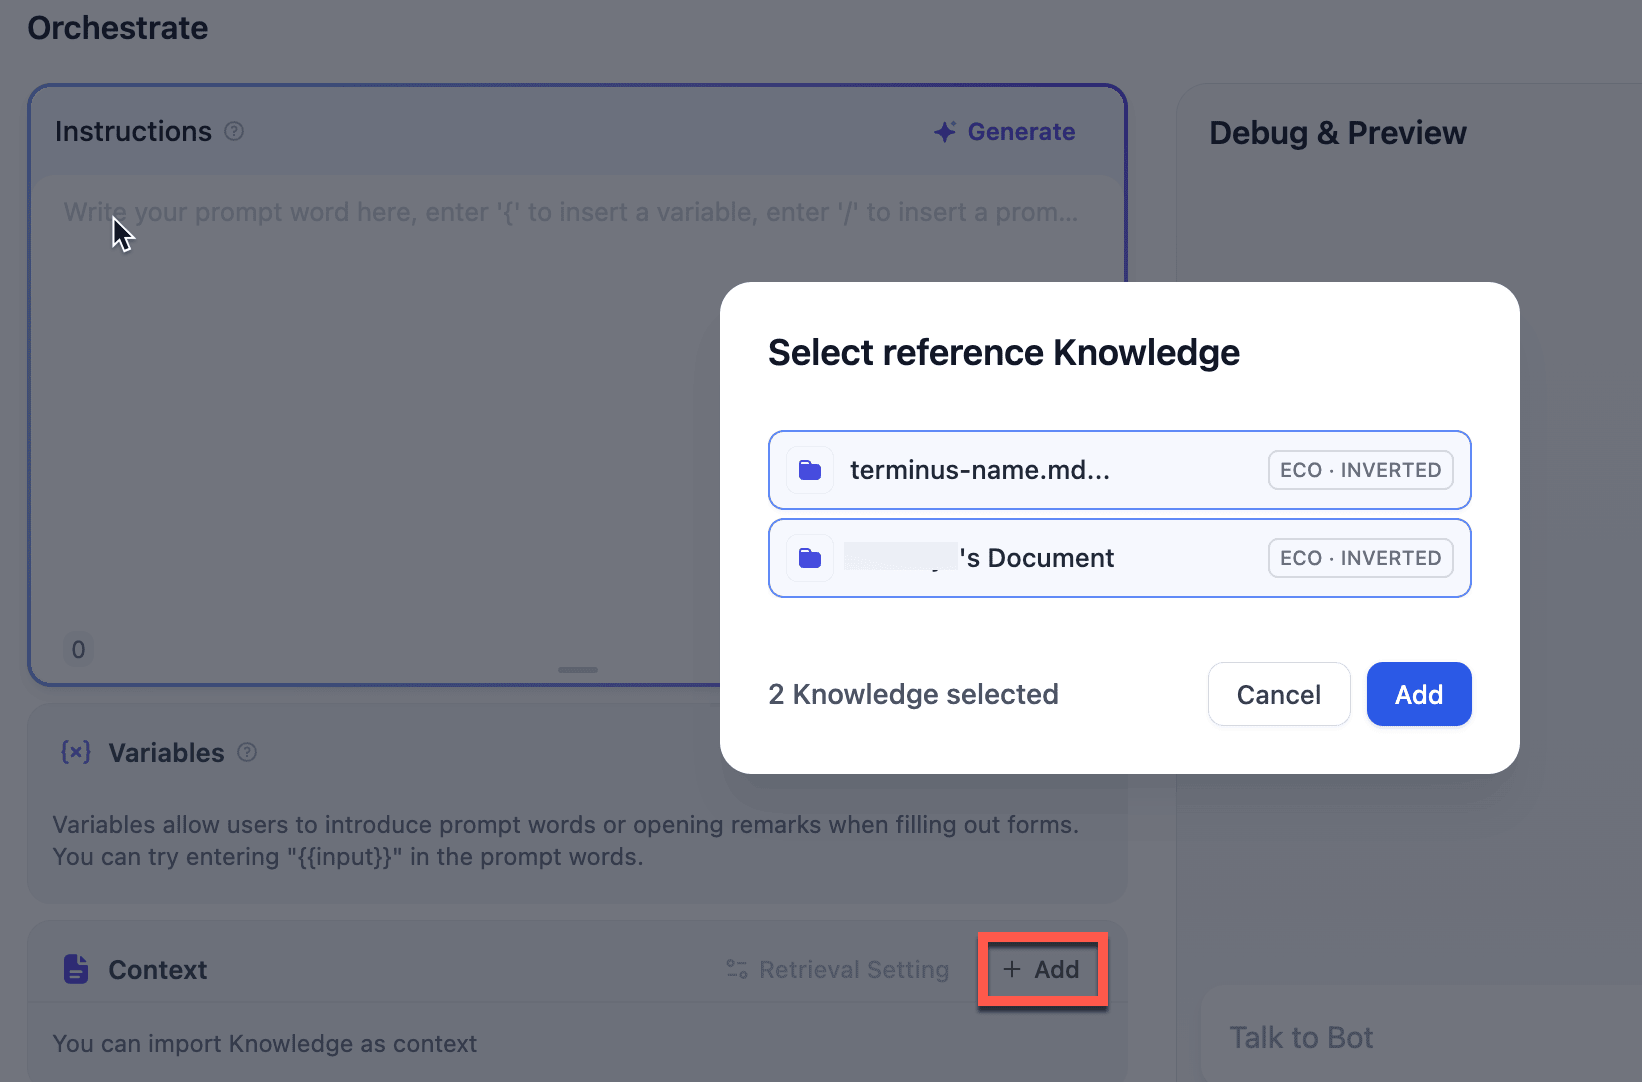 Orchestrate
Instructions
Generate
Write your prompt word here, enter '{' to insert a variable, enter '/' to insert a prom...
0
Debug & Preview
Select reference Knowledge
terminus-name.md...
ECO · INVERTED
's Document
ECO · INVERTED
2 Knowledge selected
Cancel
Add
{x} Variables
Variables allow users to introduce prompt words or opening remarks when filling out forms.
You can try entering "{{input}}" in the prompt words.
Context
Retrieval Setting
+ Add
You can import Knowledge as context
Talk to Bot